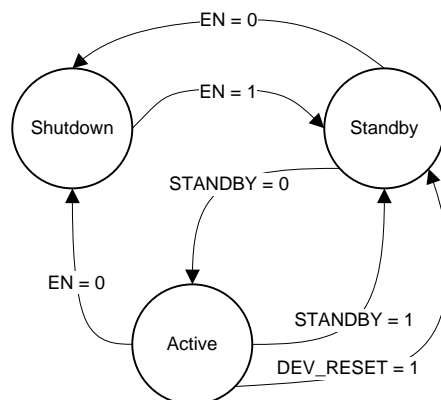 EN = 0
EN = 1
Shutdown
Standby
STANDBY = 0
EN = 0
STANDBY = 1
Active
DEV_RESET = 1